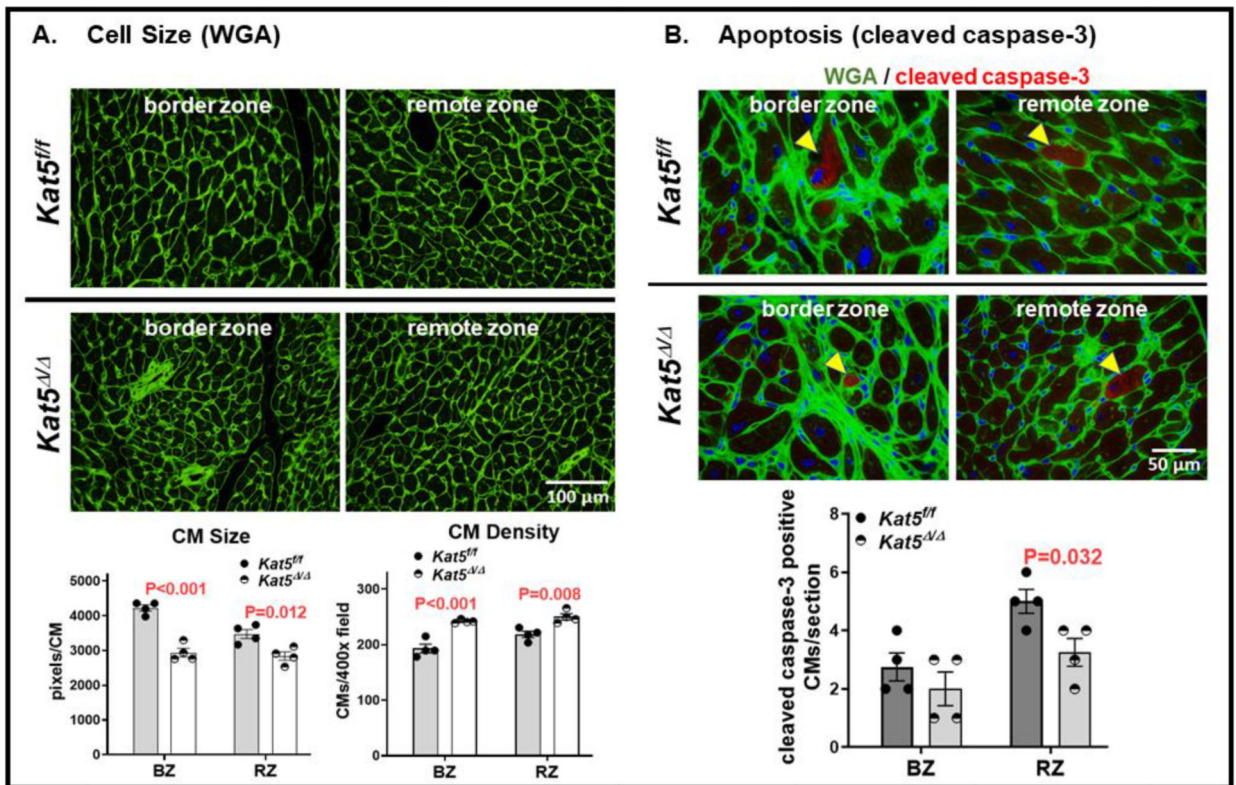 A. Cell Size (WGA)
border zone
remote zone
Kat5f/f
border zone
remote zone
Kat5Δ/Δ
100 µm
CM Size
Kat5f/f
Kat5Δ/Δ
P<0.001
P=0.012
pixels/CM
5000
4000
3000
2000
1000
0
BZ
RZ
CM Density
Kat5f/f
Kat5Δ/Δ
P<0.001
P=0.008
CMs/400x field
300
200
100
0
BZ
RZ
B. Apoptosis (cleaved caspase-3)
WGA / cleaved caspase-3
border zone
remote zone
Kat5f/f
border zone
remote zone
Kat5Δ/Δ
50 µm
Kat5f/f
Kat5Δ/Δ
P=0.032
cleaved caspase-3 positive
CMs/section
8
6
4
2
0
BZ
RZ